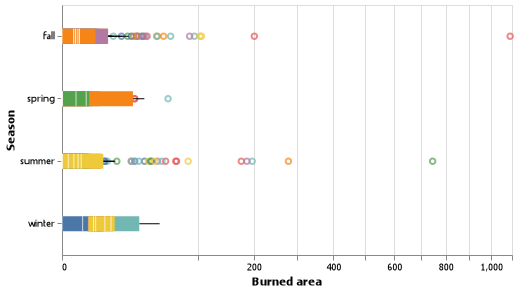 fall
spring
summer
winter
Season
0 200 400 600 800 1,000
Burned area